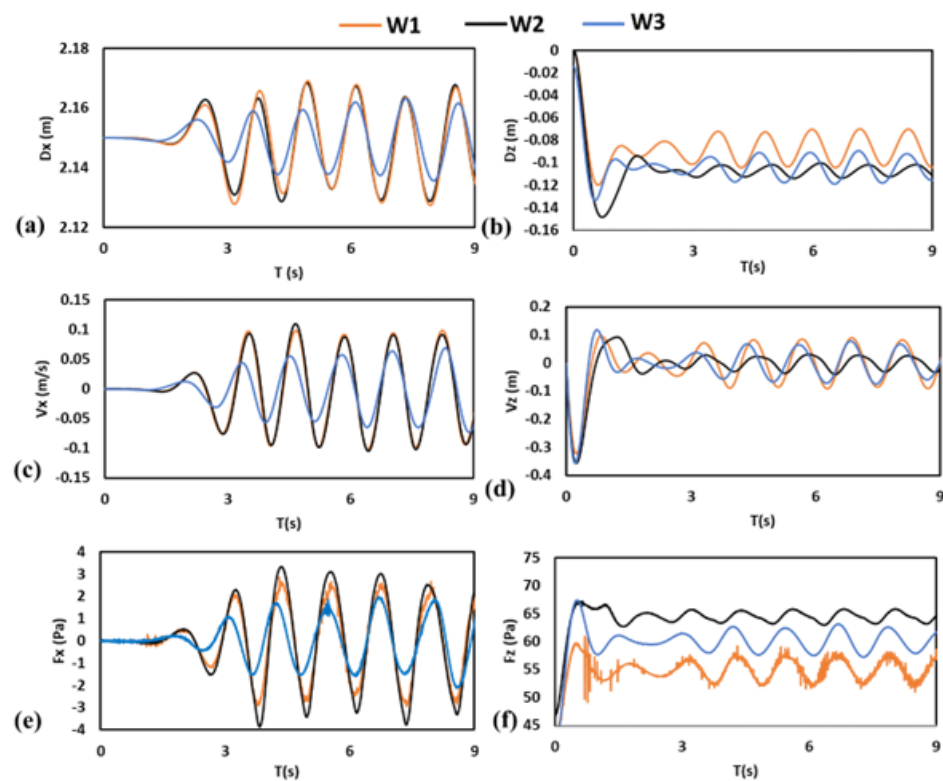 W1 W2 W3
2.18
2.16
2.14
2.12
Dx (m)
0 3 6 9
T (s)
(a)
0
-0.02
-0.04
-0.06
-0.08
-0.1
-0.12
-0.14
-0.16
Dz (m)
0 3 6 9
T(s)
(b)
0.15
0.1
0.05
0
-0.05
-0.1
-0.15
Vx (m/s)
0 3 6 9
T(s)
(c)
0.2
0.1
0
-0.1
-0.2
-0.3
-0.4
Vz (m)
0 3 6 9
T(s)
(d)
4
3
2
1
0
-1
-2
-3
-4
Fx (Pa)
0 3 6 9
T(s)
(e)
75
70
65
60
55
50
45
Fz (Pa)
0 3 6 9
T(s)
(f)